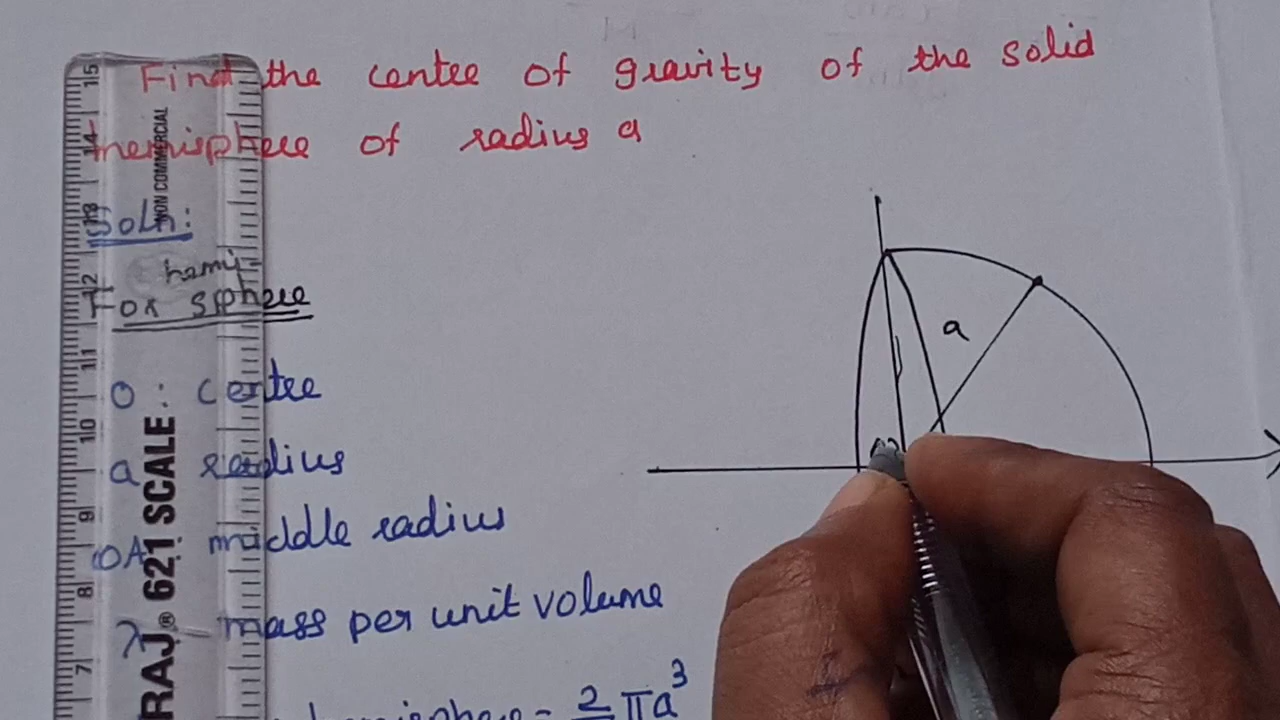 Find the centre of gravity of the solid
hemisphere of radius a
Soln:
hemi-
For sphere
O : centre
a radius
OA : middle radius
λ - mass per unit volume
hemisphere = 2 πa³
a
15
14
13
12
11
10
9
8
7
NON COMMERCIAL
RAJ® 621 SCALE